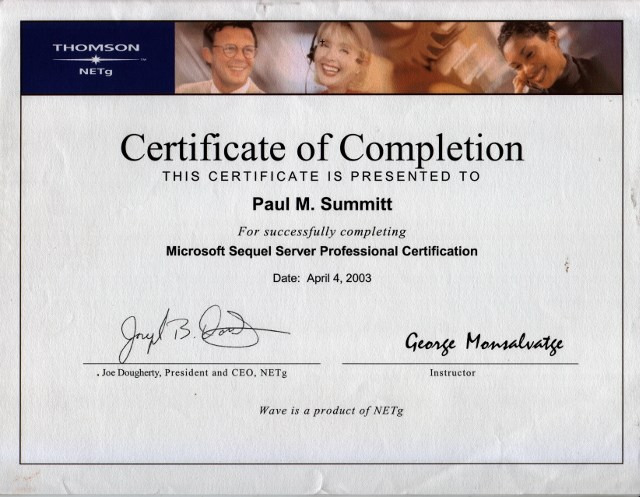 THOMSON
NETg
Certificate of Completion
THIS CERTIFICATE IS PRESENTED TO
Paul M. Summitt
For successfully completing
Microsoft Sequel Server Professional Certification
Date: April 4, 2003
George Monsalvatge
Joe Dougherty, President and CEO, NETg
Instructor
Wave is a product of NETg